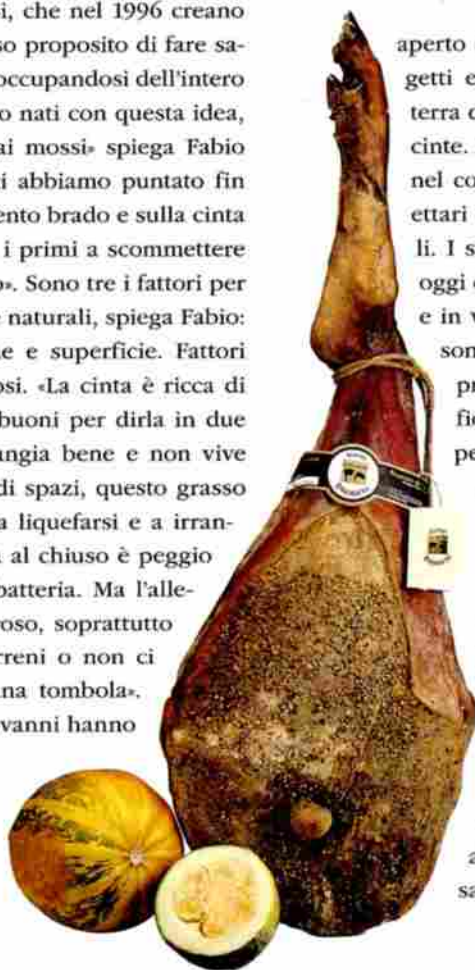 i, che nel 1996 creano
so proposito di fare sa-
occupandosi dell'intero
o nati con questa idea,
ai mossi» spiega Fabio
i abbiamo puntato fin
ento brado e sulla cinta
i primi a scommettere
o». Sono tre i fattori per
e naturali, spiega Fabio:
e e superficie. Fattori
osi. «La cinta è ricca di
buoni per dirla in due
angia bene e non vive
di spazi, questo grasso
a liquefarsi e a irran-
al chiuso è peggio
batteria. Ma l'alle-
roso, soprattutto
rreni o non ci
na tombola».
vanni hanno
aperto
getti e
terra c
cinte.
nel co
ettari
li. I s
oggi
e in v
son
pr
fic
pe
a
sa